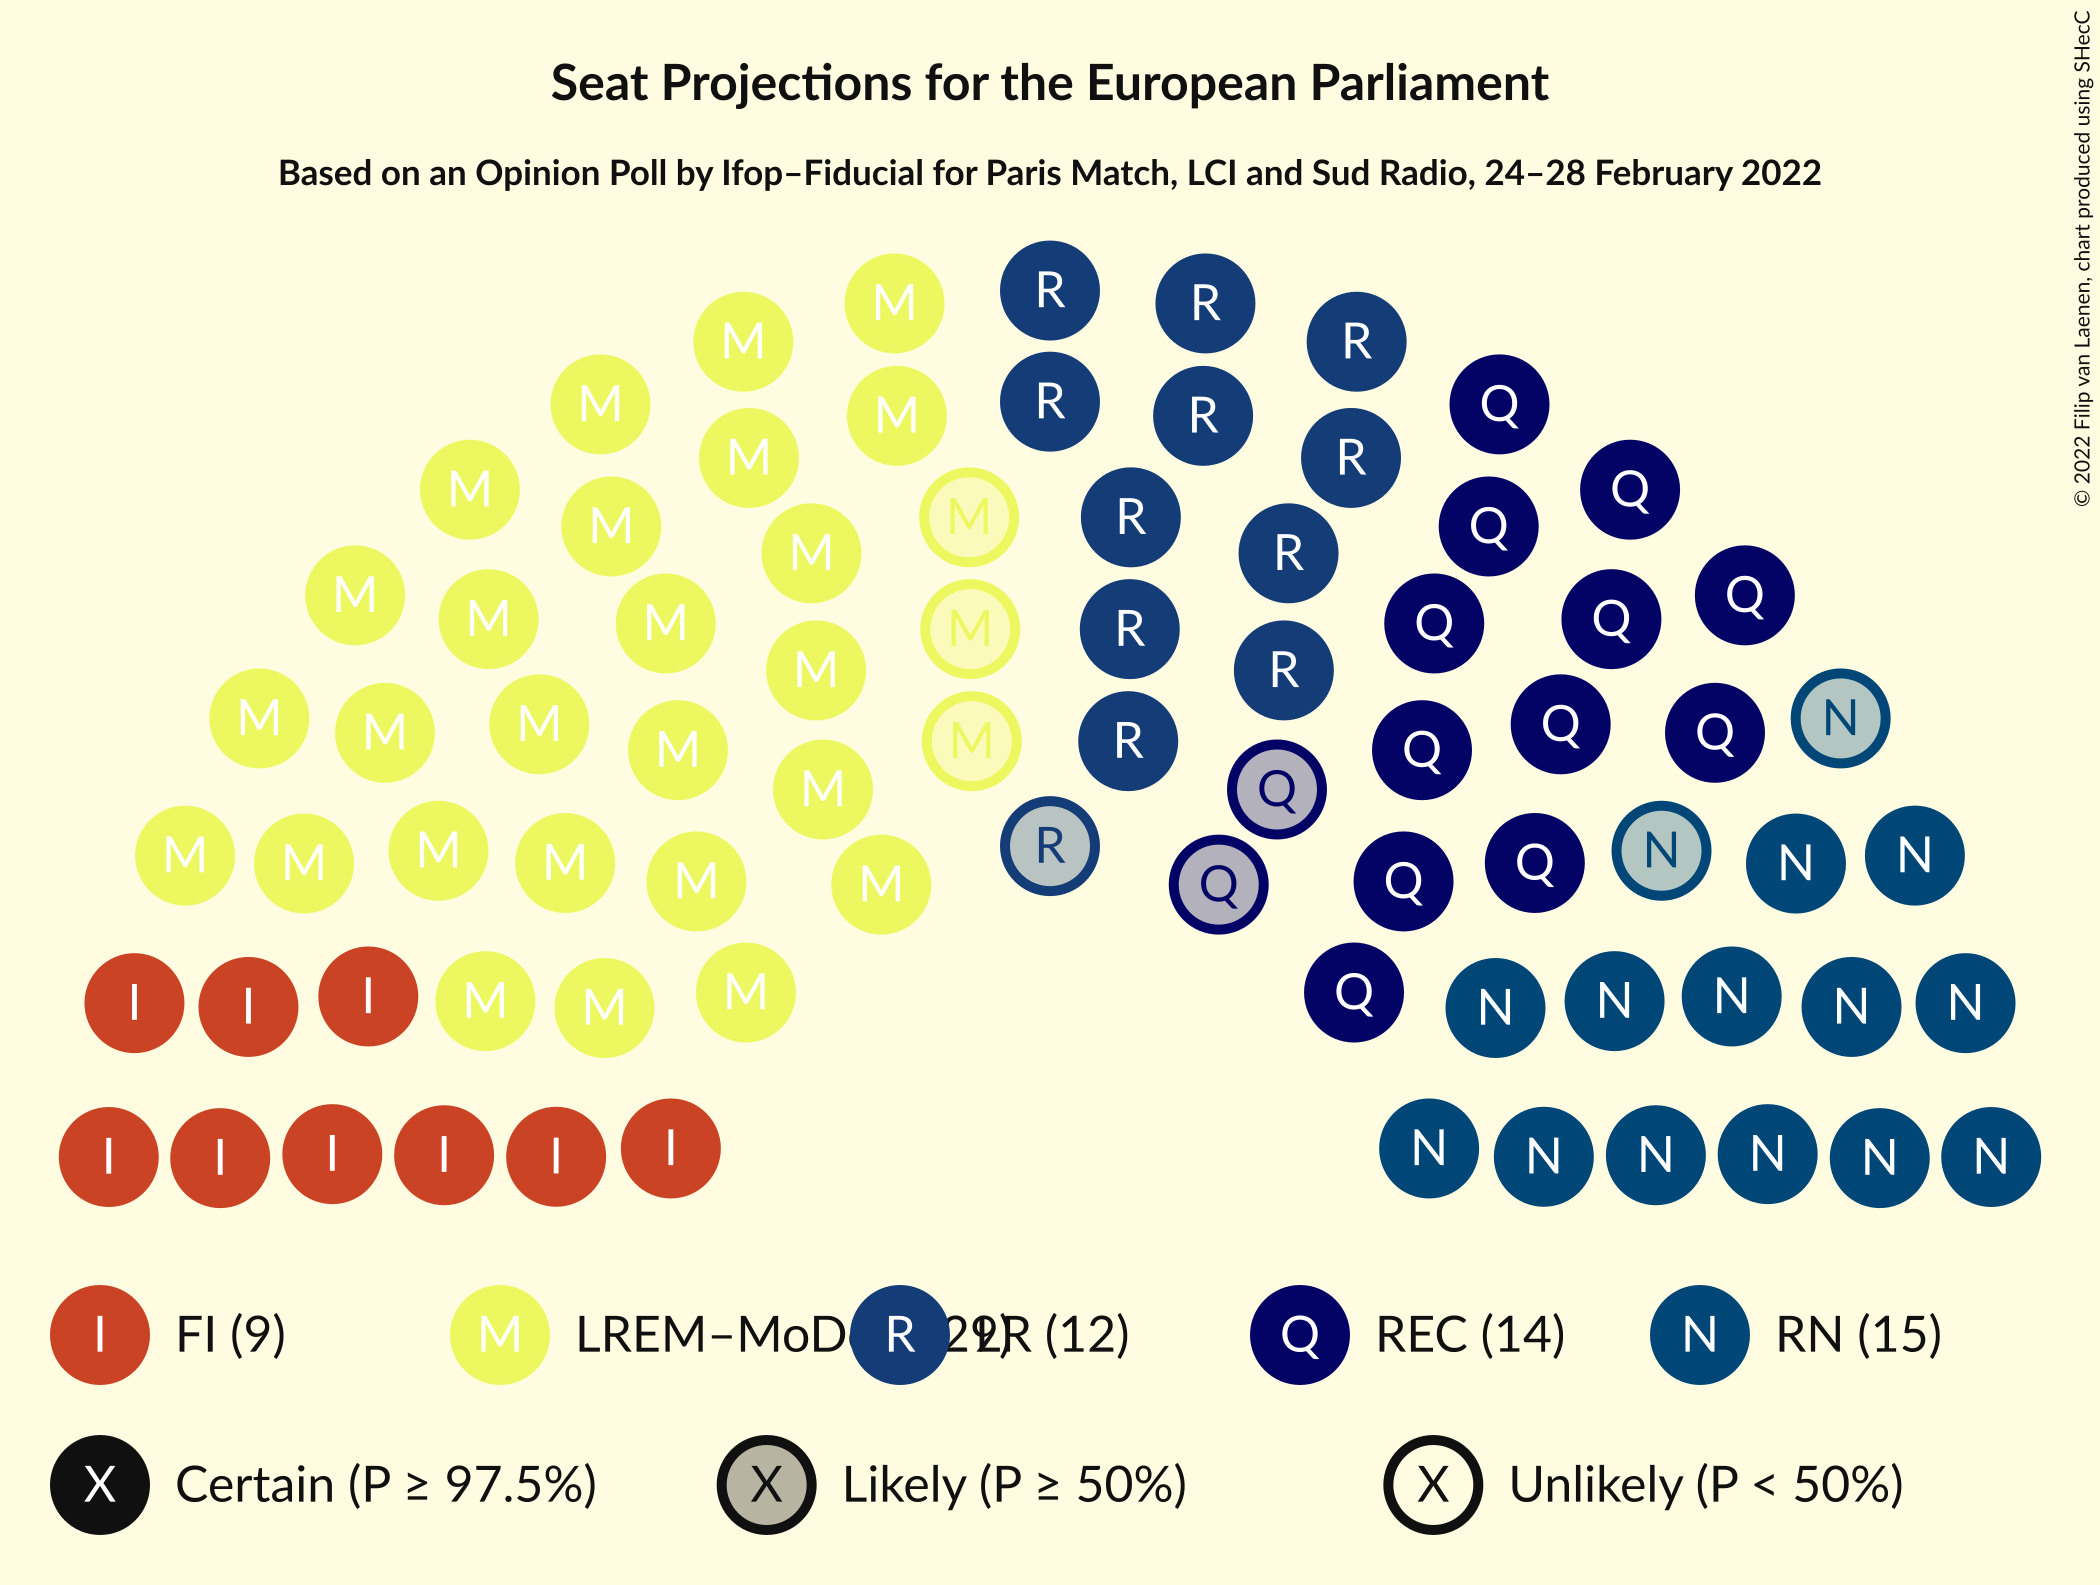 Seat Projections for the European Parliament
Based on an Opinion Poll by Ifop–Fiducial for Paris Match, LCI and Sud Radio, 24–28 February 2022
© 2022 Filip van Laenen, chart produced using SHecC
M R R
M R
M M R R Q
M R
M Q
M M R Q
M R
M Q
M M M R Q Q
M R
M M M M M R Q Q Q N
M Q
M M M M M M R Q Q Q N N N
I I I M M M Q N N N N N
I I I I I I N N N N N N
I FI (9) M LREM–MoD 29) R LR (12) Q REC (14) N RN (15)
X Certain (P ≥ 97.5%) X Likely (P ≥ 50%) X Unlikely (P < 50%)